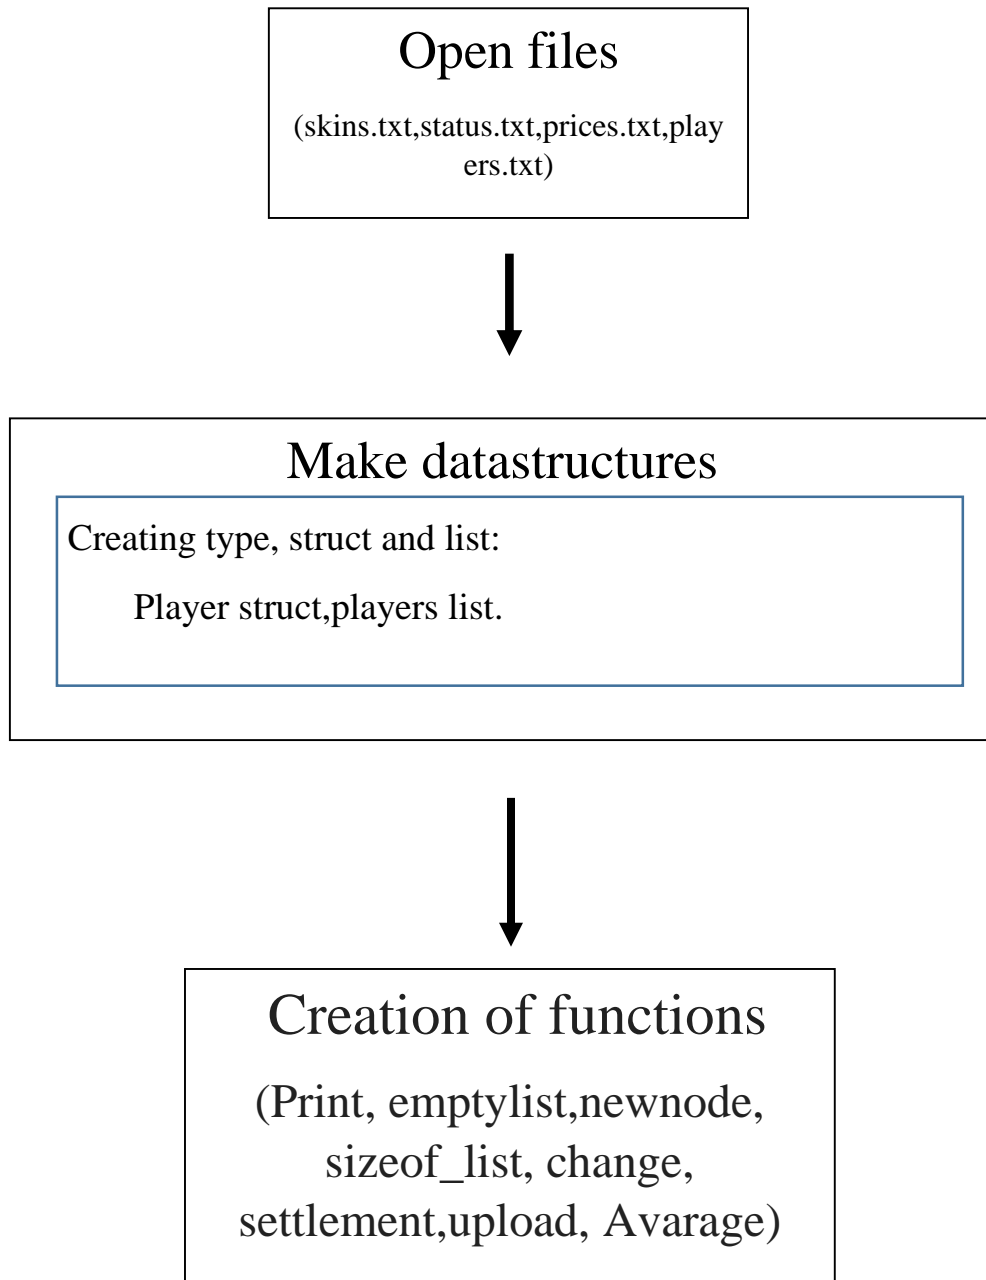 Open files
(skins.txt,status.txt,prices.txt,play
ers.txt)
Make datastructures
Creating type, struct and list:
Player struct,players list.
Creation of functions
(Print, emptylist,newnode,
sizeof_list, change,
settlement,upload, Avarage)